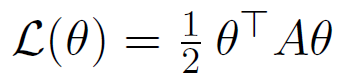 ℒ(θ) = ½ θ⊤ Aθ